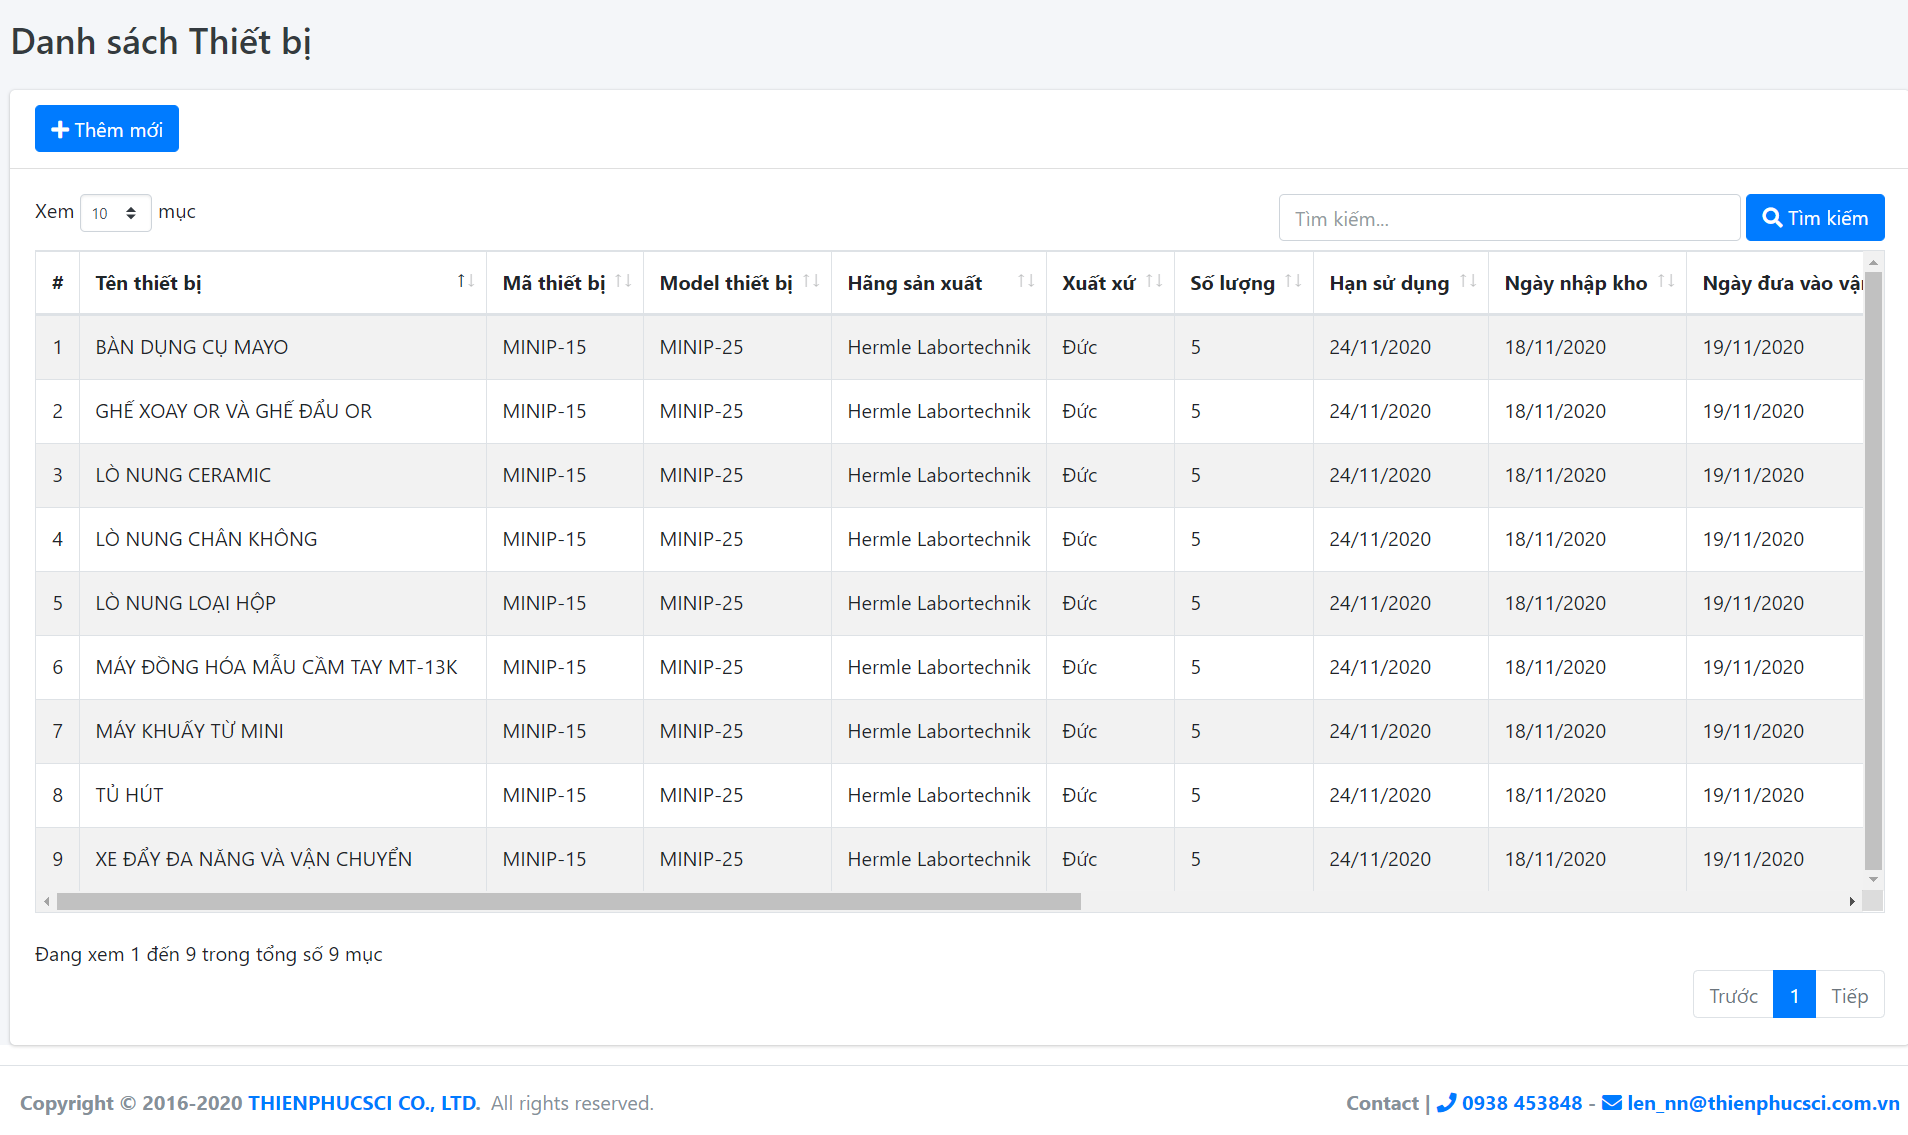 Danh sách Thiết bị
Thêm mới
Xem 10 mục
Tìm kiếm... Tìm kiếm
# Tên thiết bị Mã thiết bị Model thiết bị Hãng sản xuất Xuất xứ Số lượng Hạn sử dụng Ngày nhập kho Ngày đưa vào
1 BÀN DỤNG CỤ MAYO MINIP-15 MINIP-25 Hermle Labortechnik Đức 5 24/11/2020 18/11/2020 19/11/2020
2 GHẾ XOAY OR VÀ GHẾ ĐẨU OR MINIP-15 MINIP-25 Hermle Labortechnik Đức 5 24/11/2020 18/11/2020 19/11/2020
3 LÒ NUNG CERAMIC MINIP-15 MINIP-25 Hermle Labortechnik Đức 5 24/11/2020 18/11/2020 19/11/2020
4 LÒ NUNG CHÂN KHÔNG MINIP-15 MINIP-25 Hermle Labortechnik Đức 5 24/11/2020 18/11/2020 19/11/2020
5 LÒ NUNG LOẠI HỘP MINIP-15 MINIP-25 Hermle Labortechnik Đức 5 24/11/2020 18/11/2020 19/11/2020
6 MÁY ĐỒNG HÓA MẪU CẦM TAY MT-13K MINIP-15 MINIP-25 Hermle Labortechnik Đức 5 24/11/2020 18/11/2020 19/11/2020
7 MÁY KHUẤY TỪ MINI MINIP-15 MINIP-25 Hermle Labortechnik Đức 5 24/11/2020 18/11/2020 19/11/2020
8 TỦ HÚT MINIP-15 MINIP-25 Hermle Labortechnik Đức 5 24/11/2020 18/11/2020 19/11/2020
9 XE ĐẨY ĐA NĂNG VÀ VẬN CHUYỂN MINIP-15 MINIP-25 Hermle Labortechnik Đức 5 24/11/2020 18/11/2020 19/11/2020
Đang xem 1 đến 9 trong tổng số 9 mục
Trước 1 Tiếp
Copyright © 2016-2020 THIENPHUCSCI CO., LTD. All rights reserved. Contact | 0938 453848 - len_nn@thienphucsci.com.vn